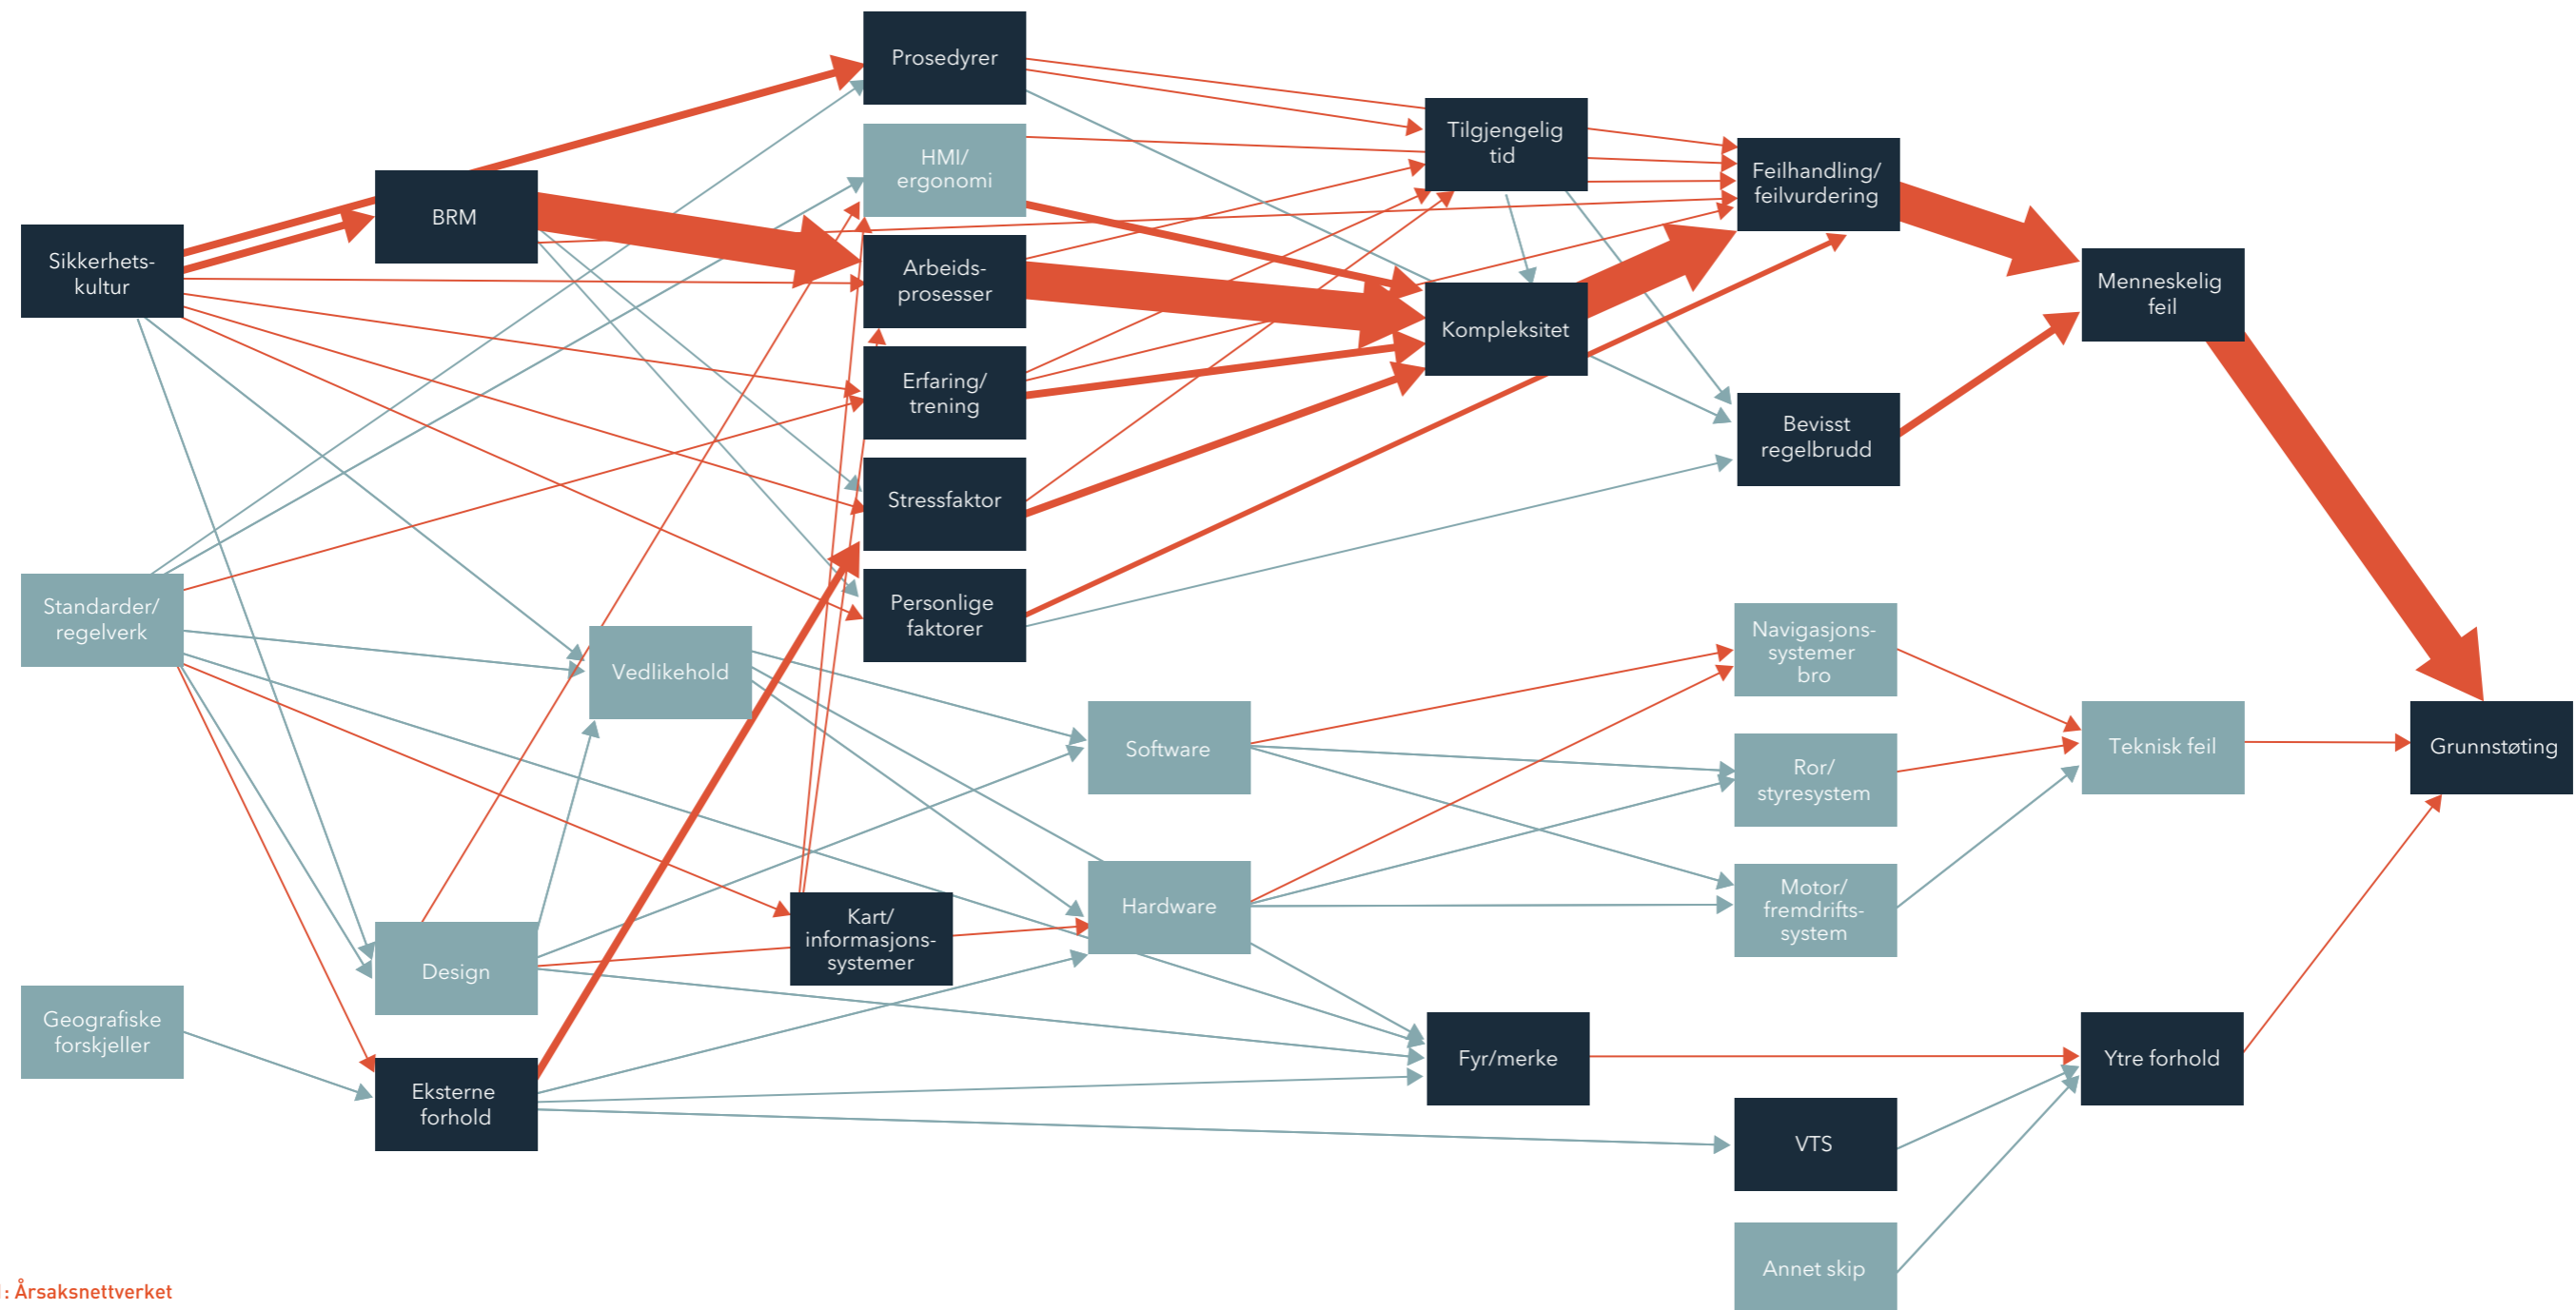 Prosedyrer
HMI/
ergonomi
Tilgjengelig
tid
Feilhandling/
feilvurdering
BRM
Sikkerhets-
kultur
Arbeids-
prosesser
Menneskelig
feil
Kompleksitet
Erfaring/
trening
Bevisst
regelbrudd
Stressfaktor
Standarder/
regelverk
Personlige
faktorer
Vedlikehold
Navigasjons-
systemer
bro
Software
Ror/
styresystem
Teknisk feil
Grunnstøting
Hardware
Motor/
fremdrifts-
system
Kart/
informasjons-
systemer
Design
Geografiske
forskjeller
Eksterne
forhold
Fyr/merke
Ytre forhold
VTS
Annet skip
: Årsaksnettverket